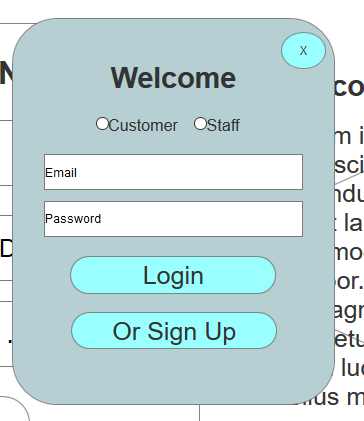 X
Welcome
Customer Staff
Email
Password
Login
Or Sign Up